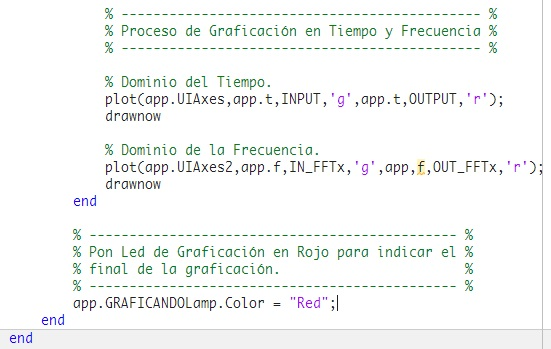 % --------------------------------------------- %
% Proceso de Graficación en Tiempo y Frecuencia %
% --------------------------------------------- %
% Dominio del Tiempo.
plot(app.UIAxes,app.t,INPUT,'g',app.t,OUTPUT,'r');
drawnow
% Dominio de la Frecuencia.
plot(app.UIAxes2,app.f,IN_FFTx,'g',app,f,OUT_FFTx,'r');
drawnow
end
% ---------------------------------------------- %
% Pon Led de Graficación en Rojo para indicar el %
% final de la graficación. %
% ---------------------------------------------- %
app.GRAFICANDOLamp.Color = "Red";
end
end